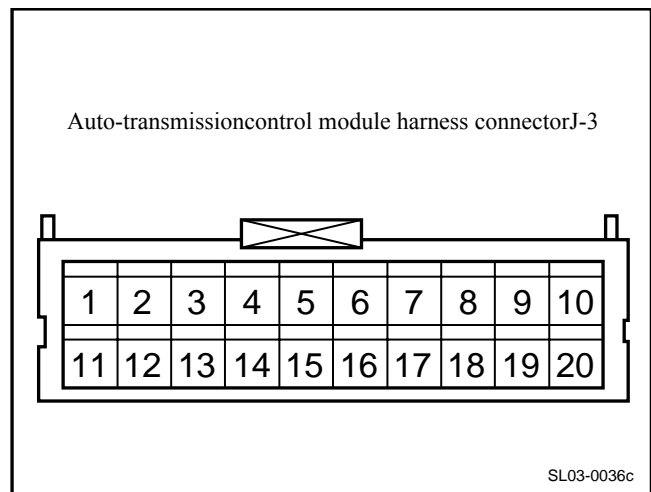 Auto-transmissioncontrol module harness connectorJ-3
1 2 3 4 5 6 7 8 9 10
11 12 13 14 15 16 17 18 19 20
SL03-0036c